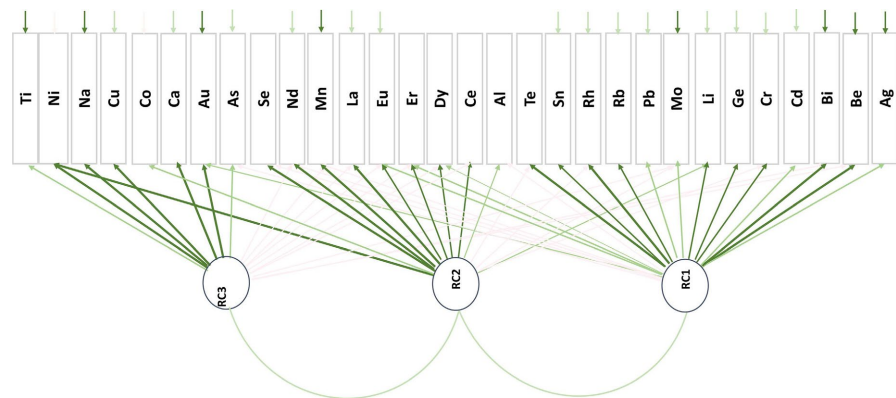 Ti
Ni
Na
Cu
Co
Ca
Au
As
Se
Nd
Mn
La
Eu
Er
Dy
Ce
Al
Te
Sn
Rh
Rb
Pb
Mo
Li
Ge
Cr
Cd
Bi
Be
Ag
RC3
RC2
RC1